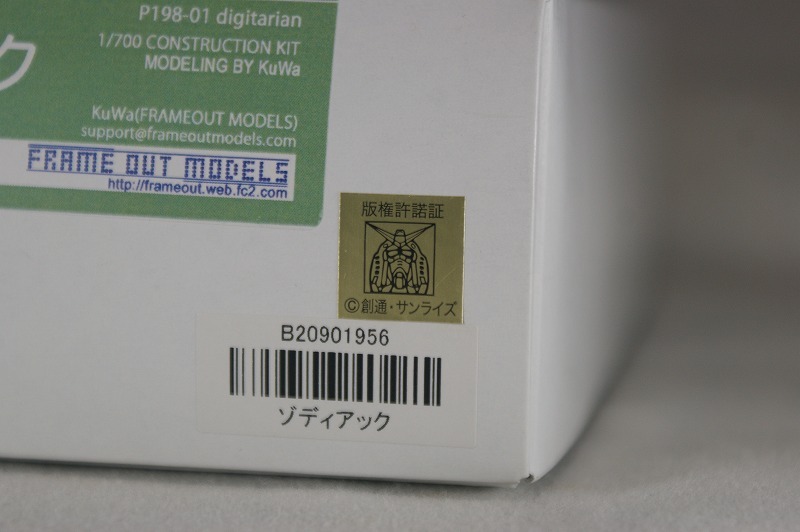 P198-01 digitarian
1/700 CONSTRUCTION KIT
MODELING BY KuWa
ク
KuWa(FRAMEOUT MODELS)
support@frameoutmodels.com
FRAME OUT MODELS
http://frameout.web.fc2.com
版権許諾証
©創通・サンライズ
B20901956
ゾディアック